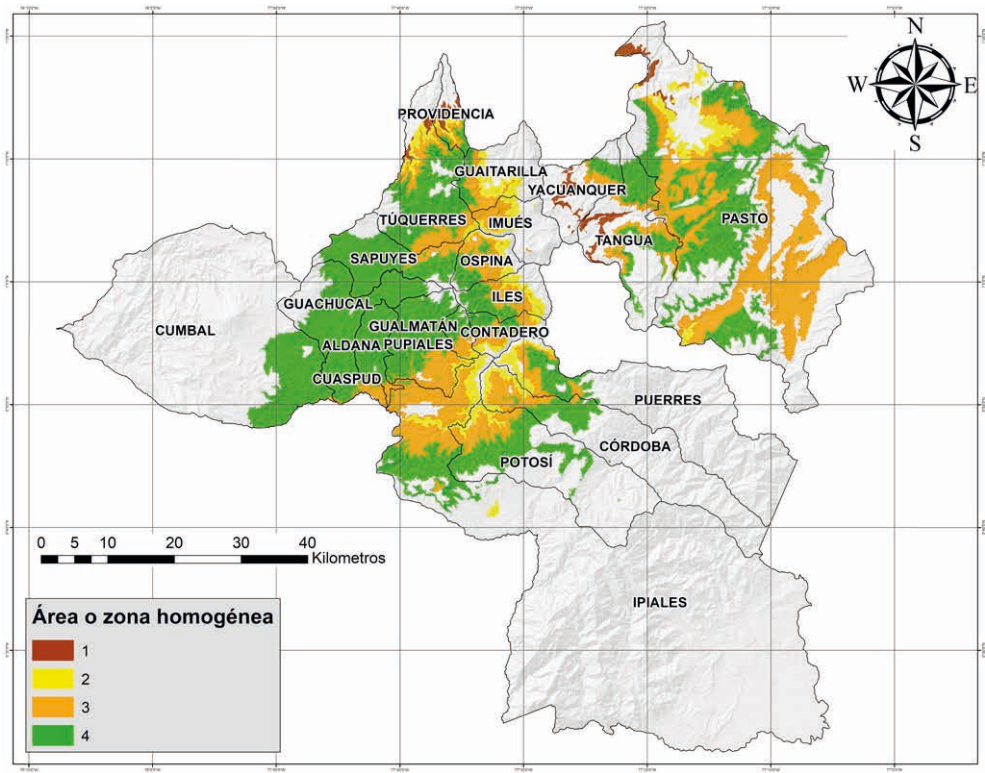 N
W E
S
PROVIDENCIA
GUAITARILLA
YACUANQUER
TÚQUERRES
IMUÉS
PASTO
TANGUA
SAPUYES
OSPINA
GUACHUCAL
ILES
CUMBAL
GUALMATÁN
CONTADERO
ALDANA
PUPIALES
CUASPUD
PUERRES
CÓRDOBA
POTOSÍ
IPIALES
0 5 10 20 30 40
Kilometros
Área o zona homogénea
1
2
3
4